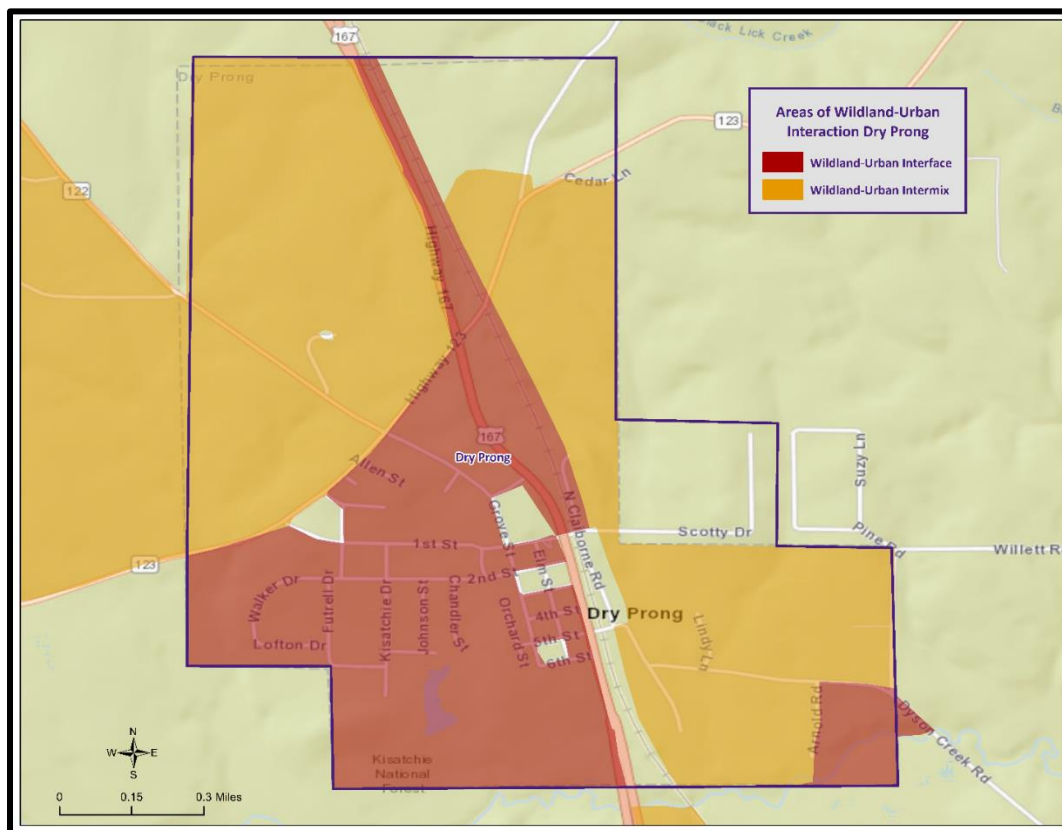 167
Black Lick Creek
Dry Prong
Areas of Wildland-Urban
Interaction Dry Prong
Wildland-Urban Interface
Wildland-Urban Intermix
123
Cedar Ln
122
Highway 167
Highway 123
167
Dry Prong
Allen St
Suzy Ln
Grove St
N Claiborne Rd
Scotty Dr
Pine Rd
Willett R
1st St
Elm St
123
2nd St
Walker Dr
Futrell Dr
Kisatchie Dr
Johnson St
Chandler St
Orchard St
4th St
Dry Prong
Lindy Ln
5th St
Lofton Dr
6th St
Arnold Rd
Dyson Creek Rd
N
W E
S
Kisatchie
National
Forest
0 0.15 0.3 Miles